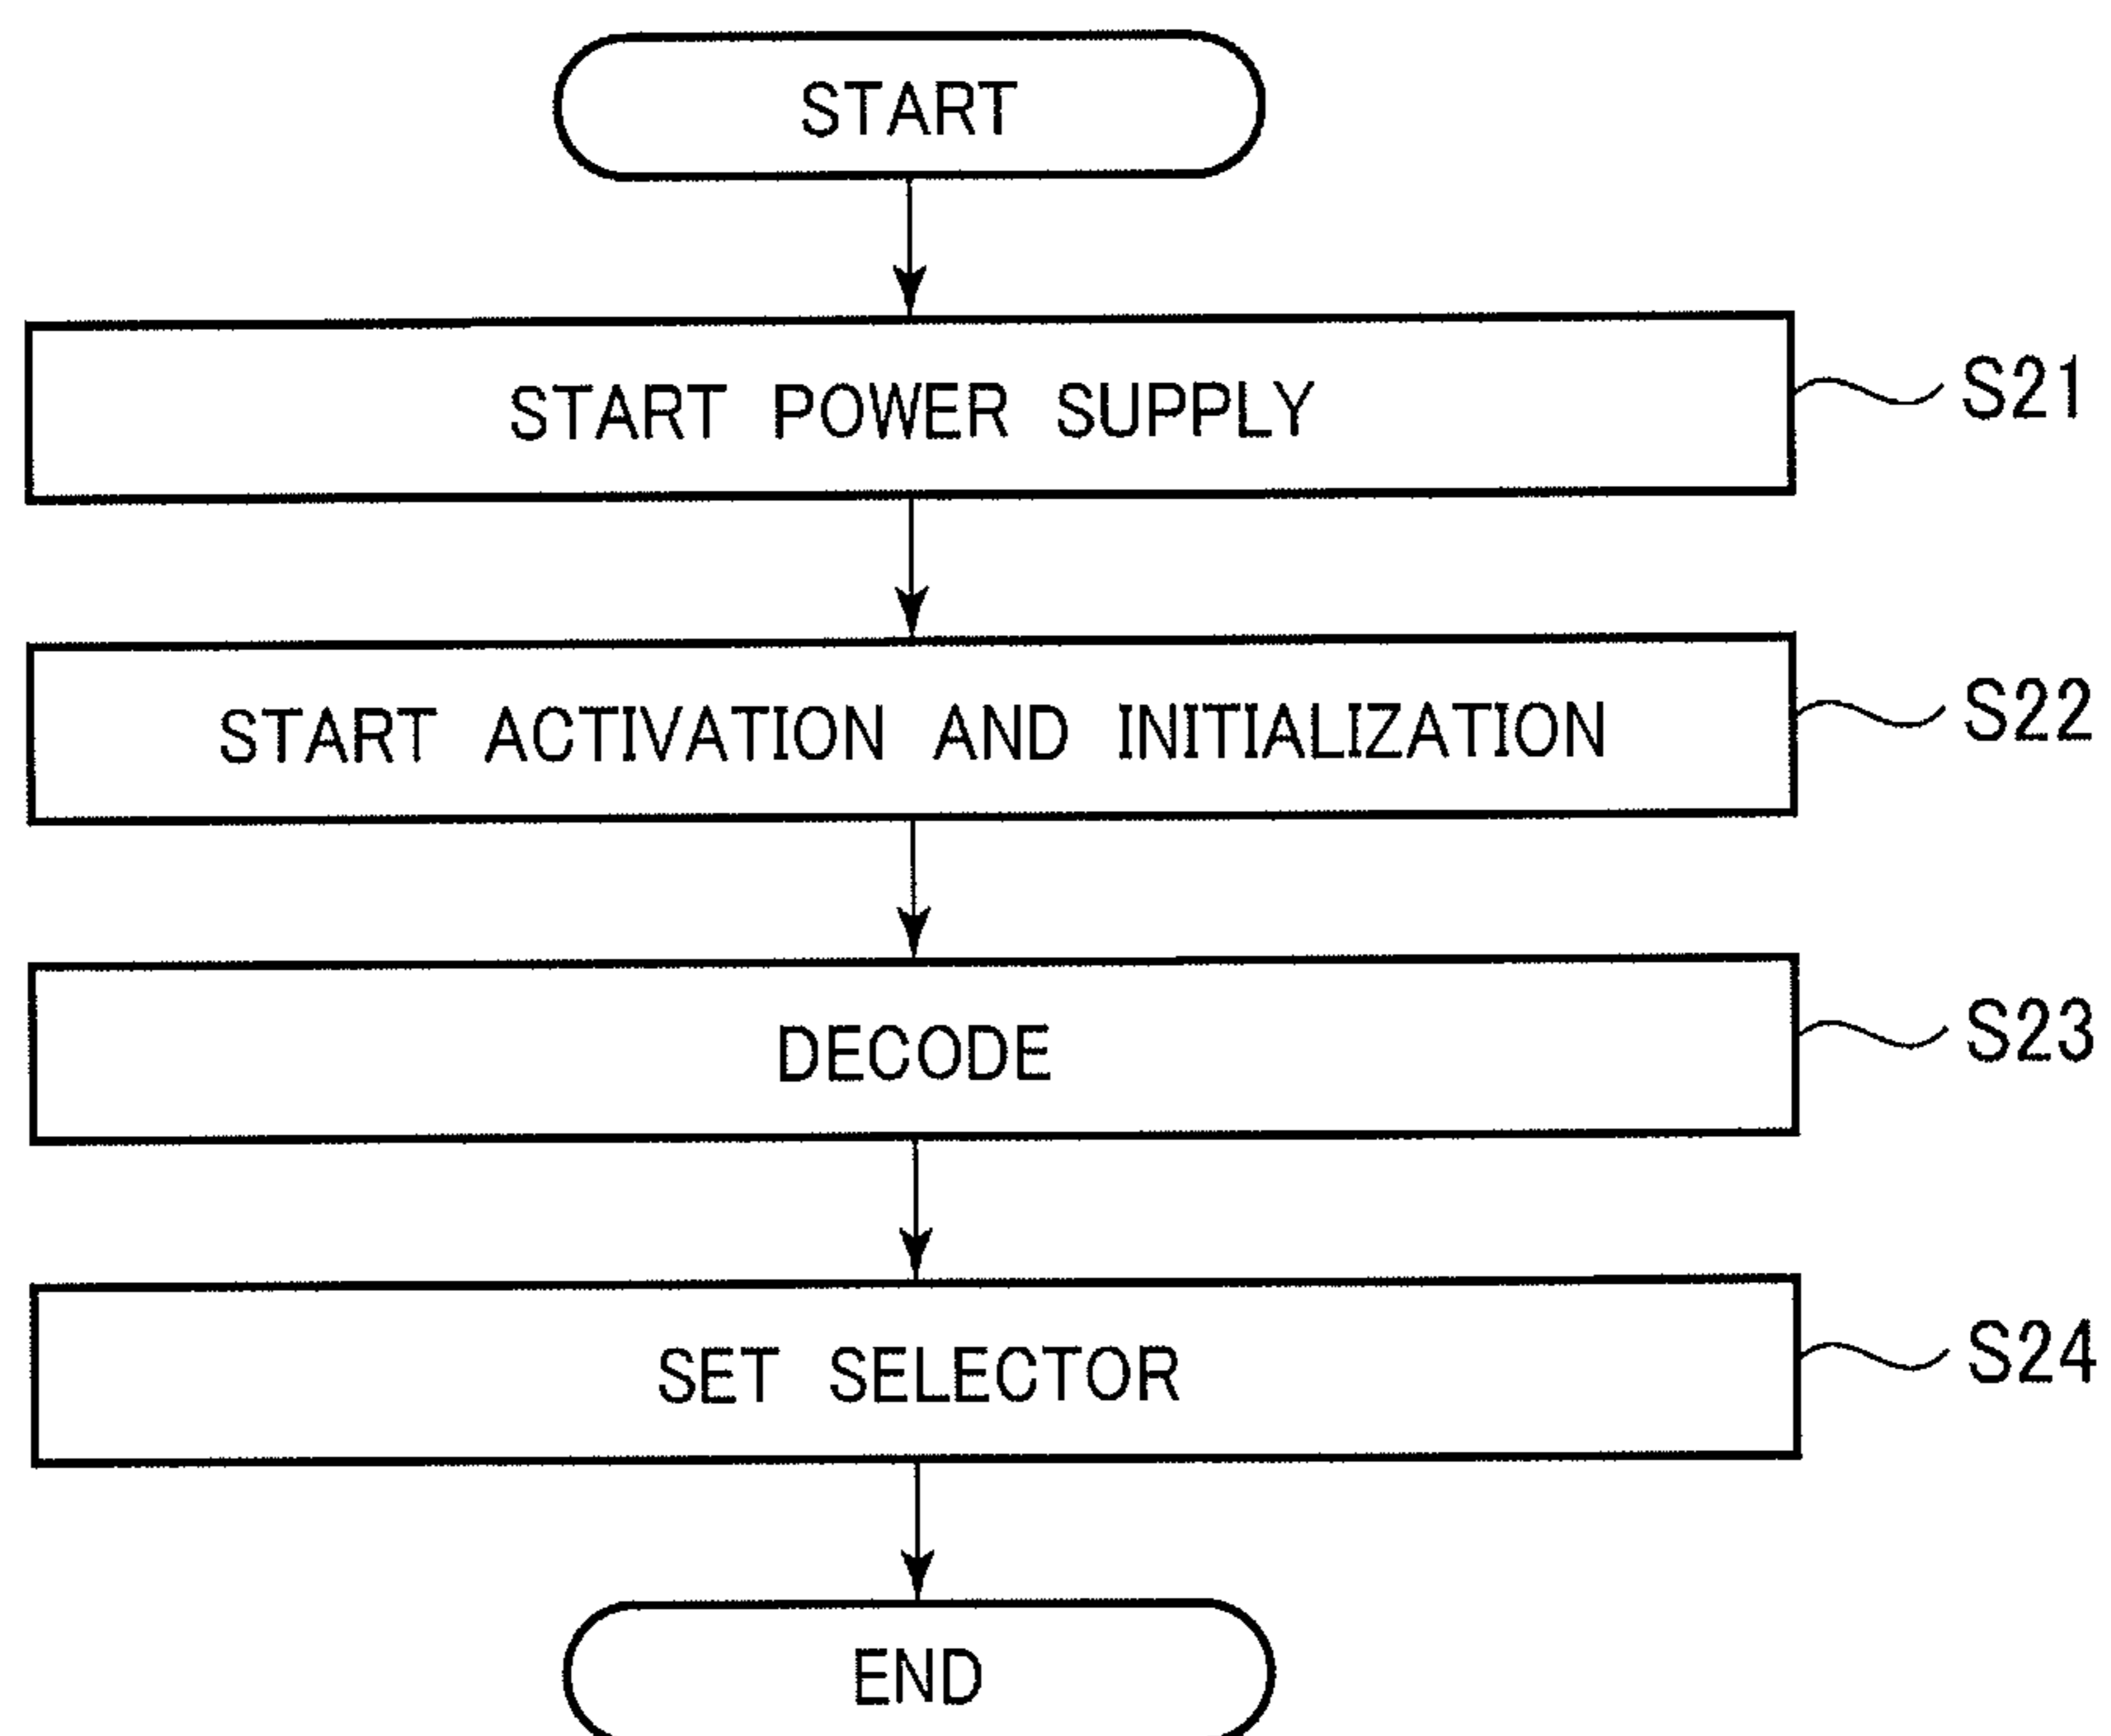 START
START POWER SUPPLY
S21
START ACTIVATION AND INITIALIZATION
S22
DECODE
S23
SET SELECTOR
S24
END